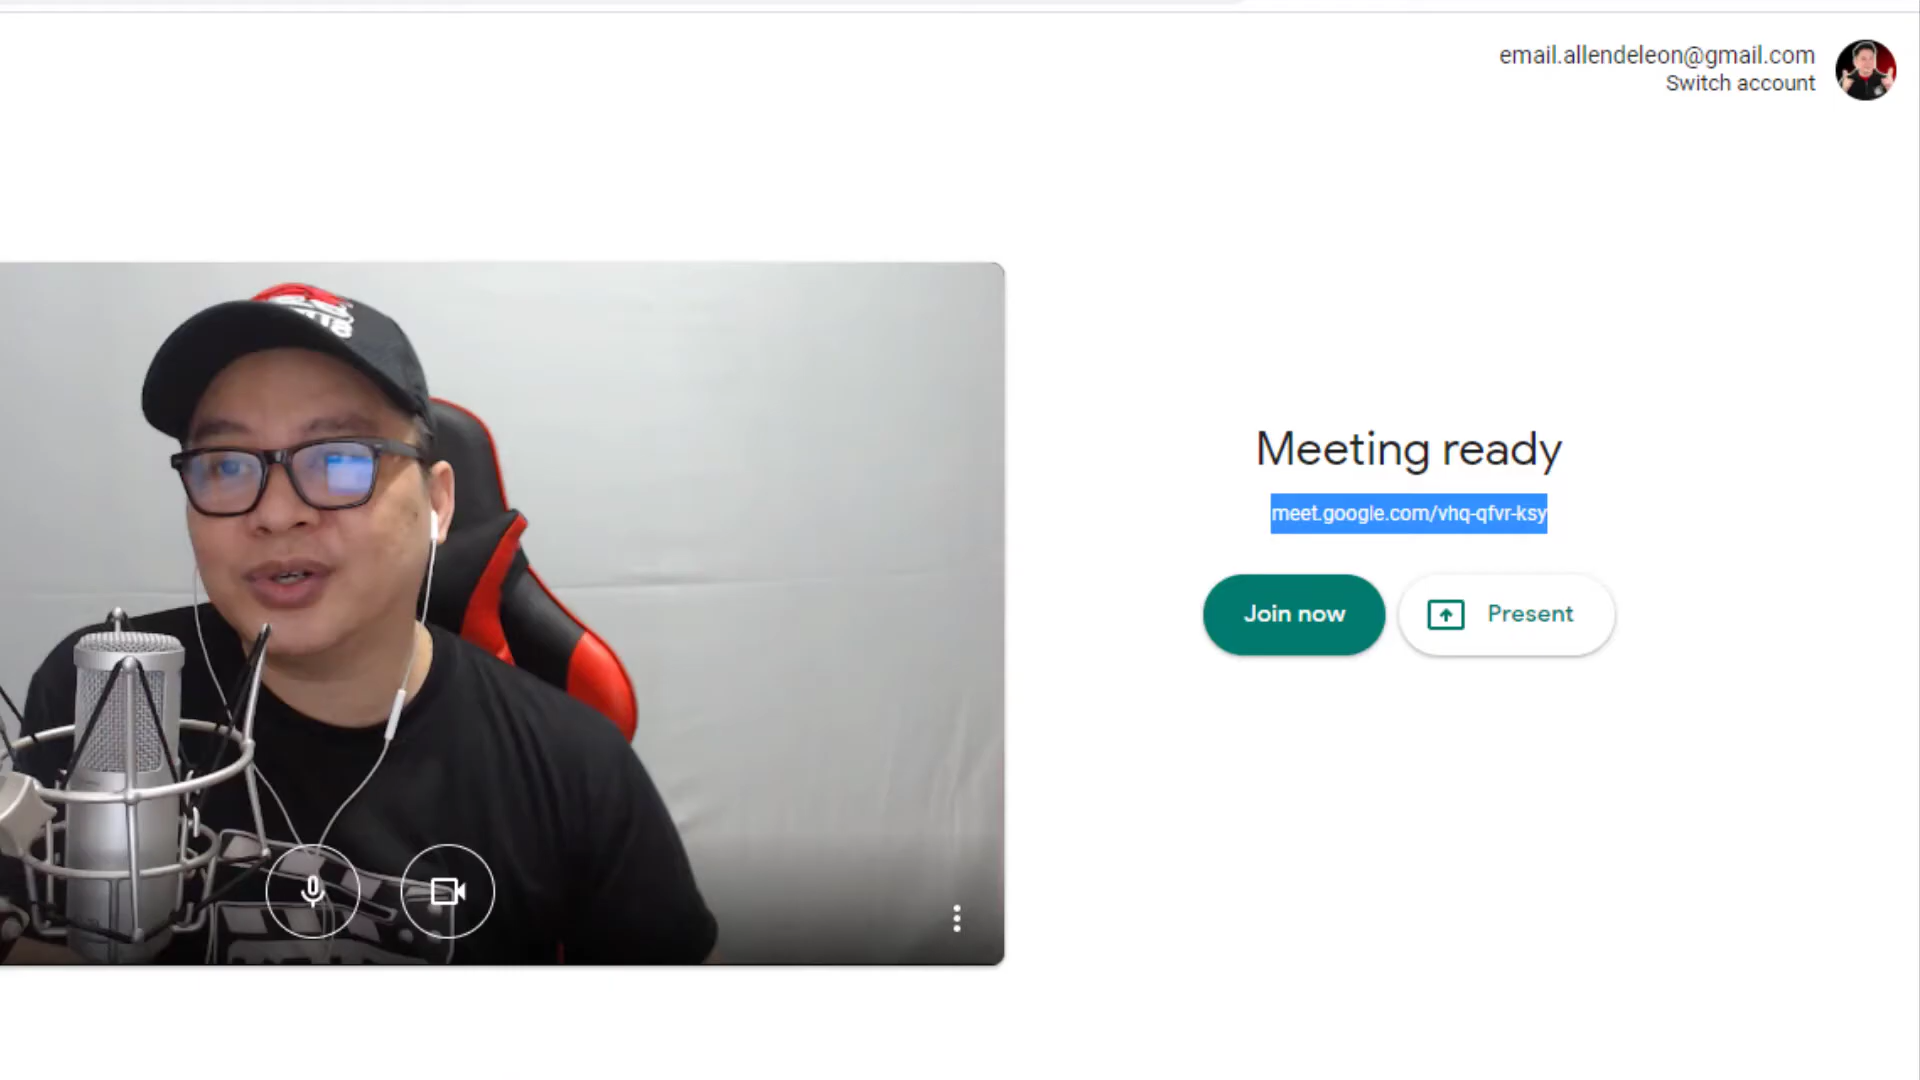 email.allendeleon@gmail.com
Switch account
Meeting ready
meet.google.com/vhq-qfvr-ksy
Join now
Present